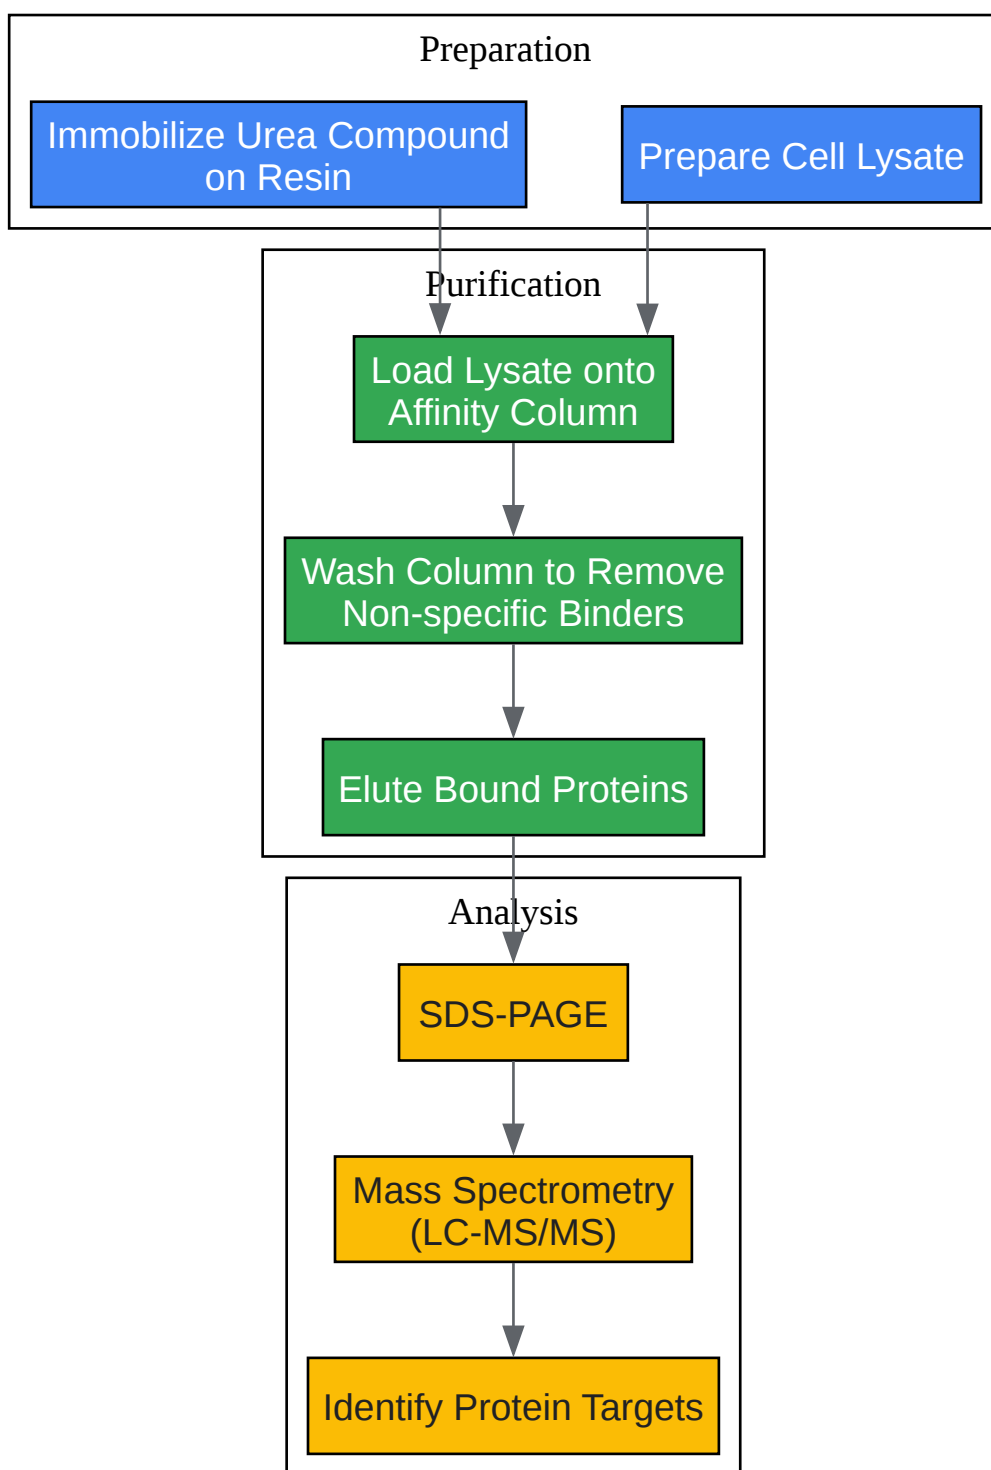 Preparation
Immobilize Urea Compound
on Resin
Prepare Cell Lysate
Purification
Load Lysate onto
Affinity Column
Wash Column to Remove
Non-specific Binders
Elute Bound Proteins
Analysis
SDS-PAGE
Mass Spectrometry
(LC-MS/MS)
Identify Protein Targets